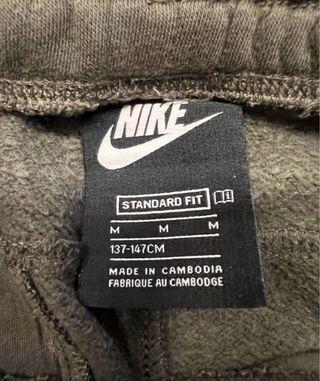 NIKE
STANDARD FIT
M M M
137-147CM
MADE IN CAMBODIA
FABRIQUE AU CAMBODGE